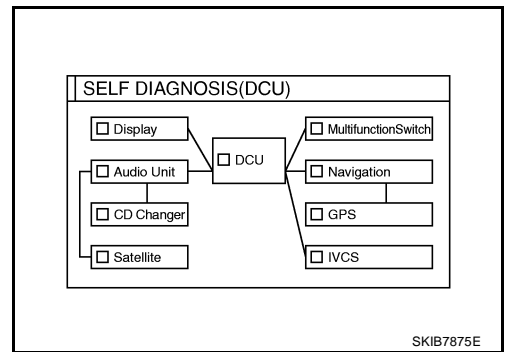 SELF DIAGNOSIS(DCU)
Display
MultifunctionSwitch
DCU
Audio Unit
Navigation
CD Changer
GPS
Satellite
IVCS
SKIB7875E